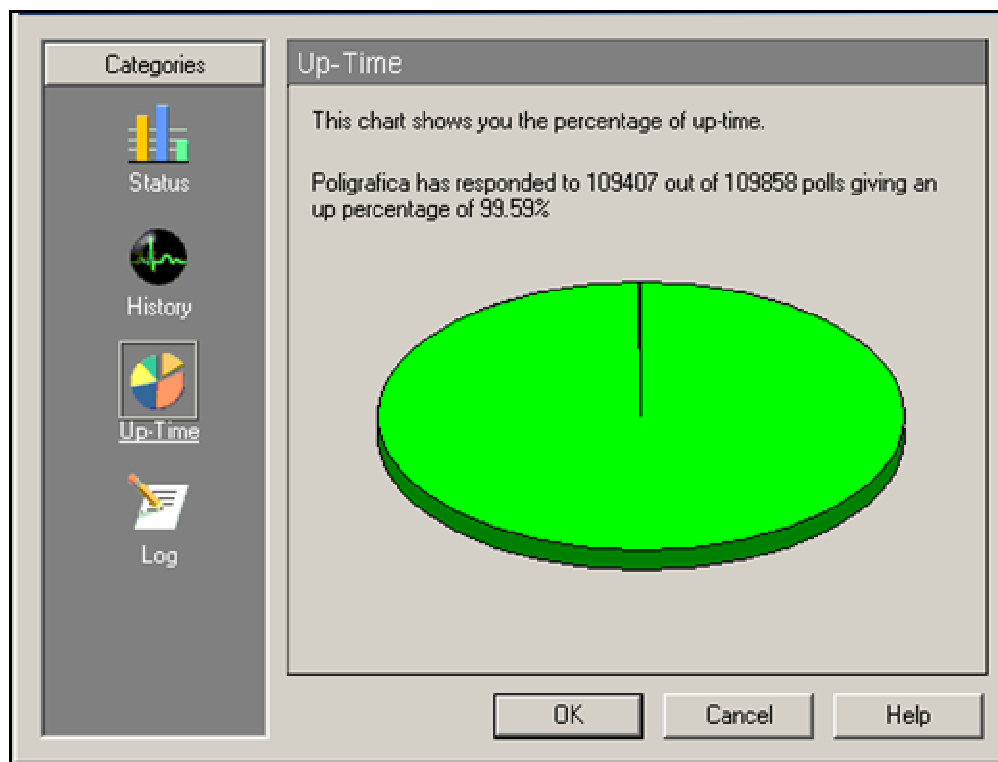 Categories
Status
History
Up-Time
Log
Up-Time
This chart shows you the percentage of up-time.
Poligrafica has responded to 109407 out of 109858 polls giving an
up percentage of 99.59%
OK
Cancel
Help